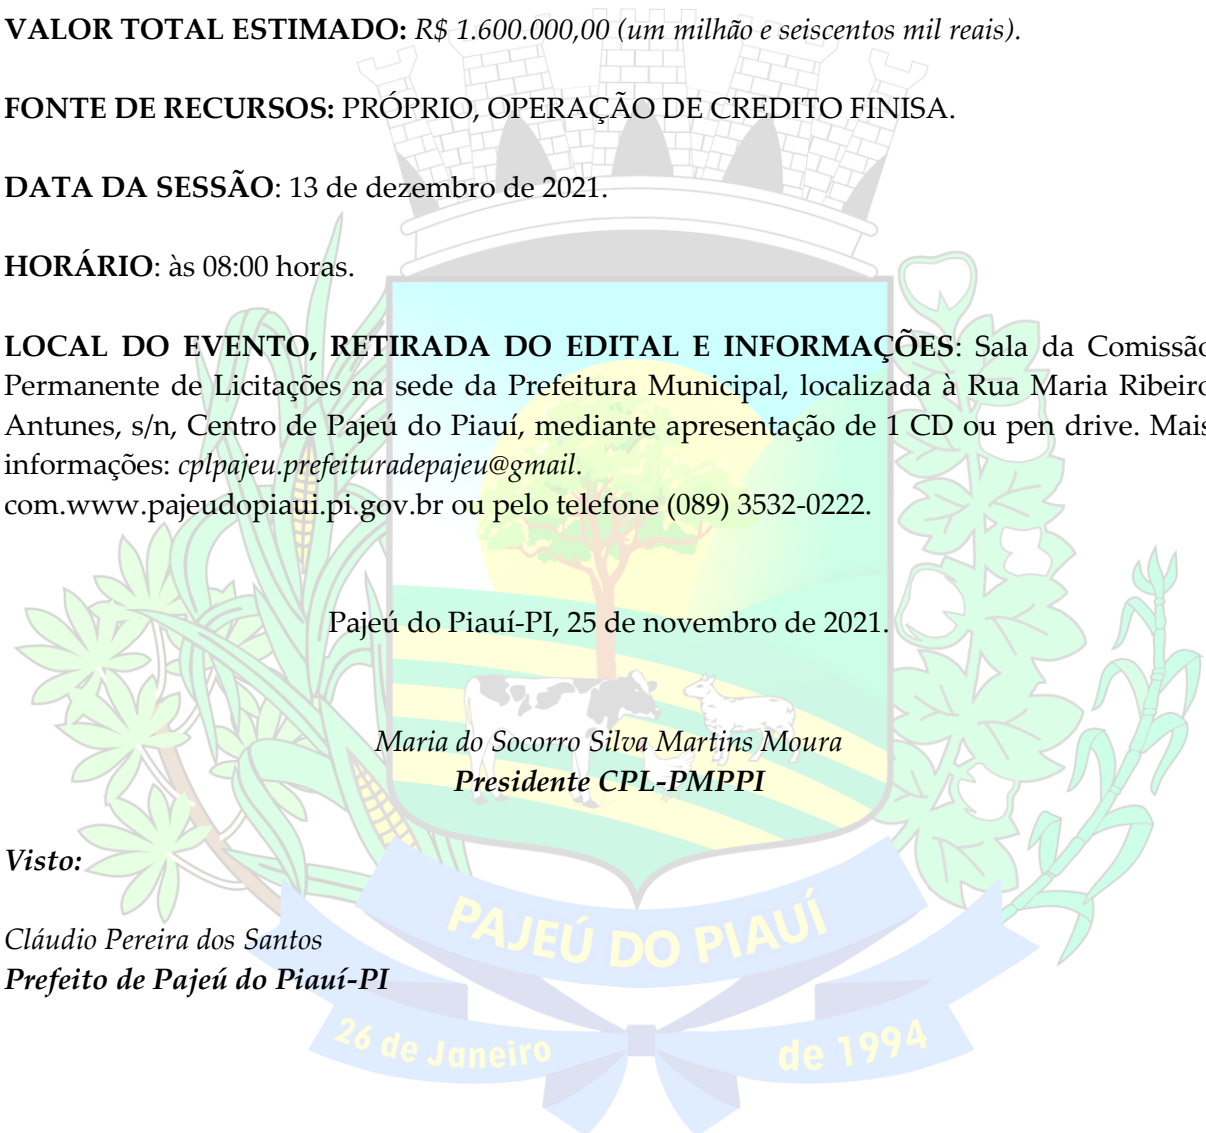 VALOR TOTAL ESTIMADO: R$ 1.600.000,00 (um milhão e seiscentos mil reais).
FONTE DE RECURSOS: PRÓPRIO, OPERAÇÃO DE CREDITO FINISA.
DATA DA SESSÃO: 13 de dezembro de 2021.
HORÁRIO: às 08:00 horas.
LOCAL DO EVENTO, RETIRADA DO EDITAL E INFORMAÇÕES: Sala da Comissão
Permanente de Licitações na sede da Prefeitura Municipal, localizada à Rua Maria Ribeiro
Antunes, s/n, Centro de Pajeú do Piauí, mediante apresentação de 1 CD ou pen drive. Mais
informações: cplpajeu.prefeituradepajeu@gmail.
com.www.pajeudopiaui.pi.gov.br ou pelo telefone (089) 3532-0222.
Pajeú do Piauí-PI, 25 de novembro de 2021.
Maria do Socorro Silva Martins Moura
Presidente CPL-PMPPI
Visto:
Cláudio Pereira dos Santos
Prefeito de Pajeú do Piauí-PI
PAJEÚ DO PIAUÍ
26 de Janeiro de 1994